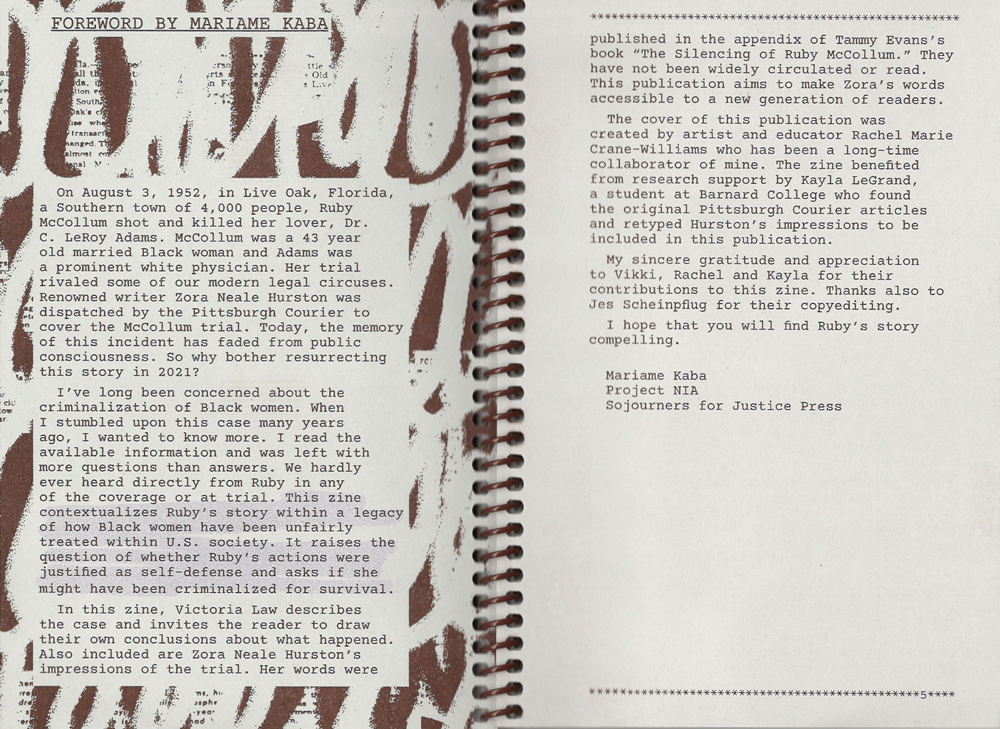 FOREWORD BY MARIAME KABA
On August 3, 1952, in Live Oak, Florida,
a Southern town of 4,000 people, Ruby
McCollum shot and killed her lover, Dr.
C. LeRoy Adams. McCollum was a 43 year
old married Black woman and Adams was
a prominent white physician. Her trial
rivaled some of our modern legal circuses.
Renowned writer Zora Neale Hurston was
dispatched by the Pittsburgh Courier to
cover the McCollum trial. Today, the memory
of this incident has faded from public
consciousness. So why bother resurrecting
this story in 2021?
I've long been concerned about the
criminalization of Black women. When
I stumbled upon this case many years
ago, I wanted to know more. I read the
available information and was left with
more questions than answers. We hardly
ever heard directly from Ruby in any
of the coverage or at trial. This zine
contextualizes Ruby's story within a legacy
of how Black women have been unfairly
treated within U.S. society. It raises the
question of whether Ruby's actions were
justified as self-defense and asks if she
might have been criminalized for survival.
In this zine, Victoria Law describes
the case and invites the reader to draw
their own conclusions about what happened.
Also included are Zora Neale Hurston's
impressions of the trial. Her words were
*******************************************
published in the appendix of Tammy Evans's
book "The Silencing of Ruby McCollum." They
have not been widely circulated or read.
This publication aims to make Zora's words
accessible to a new generation of readers.
The cover of this publication was
created by artist and educator Rachel Marie
Crane-Williams who has been a long-time
collaborator of mine. The zine benefited
from research support by Kayla LeGrand,
a student at Barnard College who found
the original Pittsburgh Courier articles
and retyped Hurston's impressions to be
included in this publication.
My sincere gratitude and appreciation
to Vikki, Rachel and Kayla for their
contributions to this zine. Thanks also to
Jes Scheinpflug for their copyediting.
I hope that you will find Ruby's story
compelling.
Mariame Kaba
Project NIA
Sojourners for Justice Press
***************************************5****